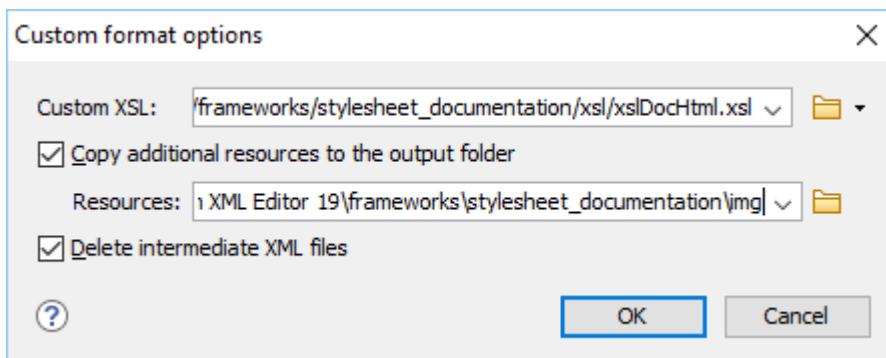 Custom format options
Custom XSL: /frameworks/stylesheet_documentation/xsl/xslDocHtml.xsl
Copy additional resources to the output folder
Resources: XML Editor 19\frameworks\stylesheet_documentation\img
Delete intermediate XML files
?
OK Cancel